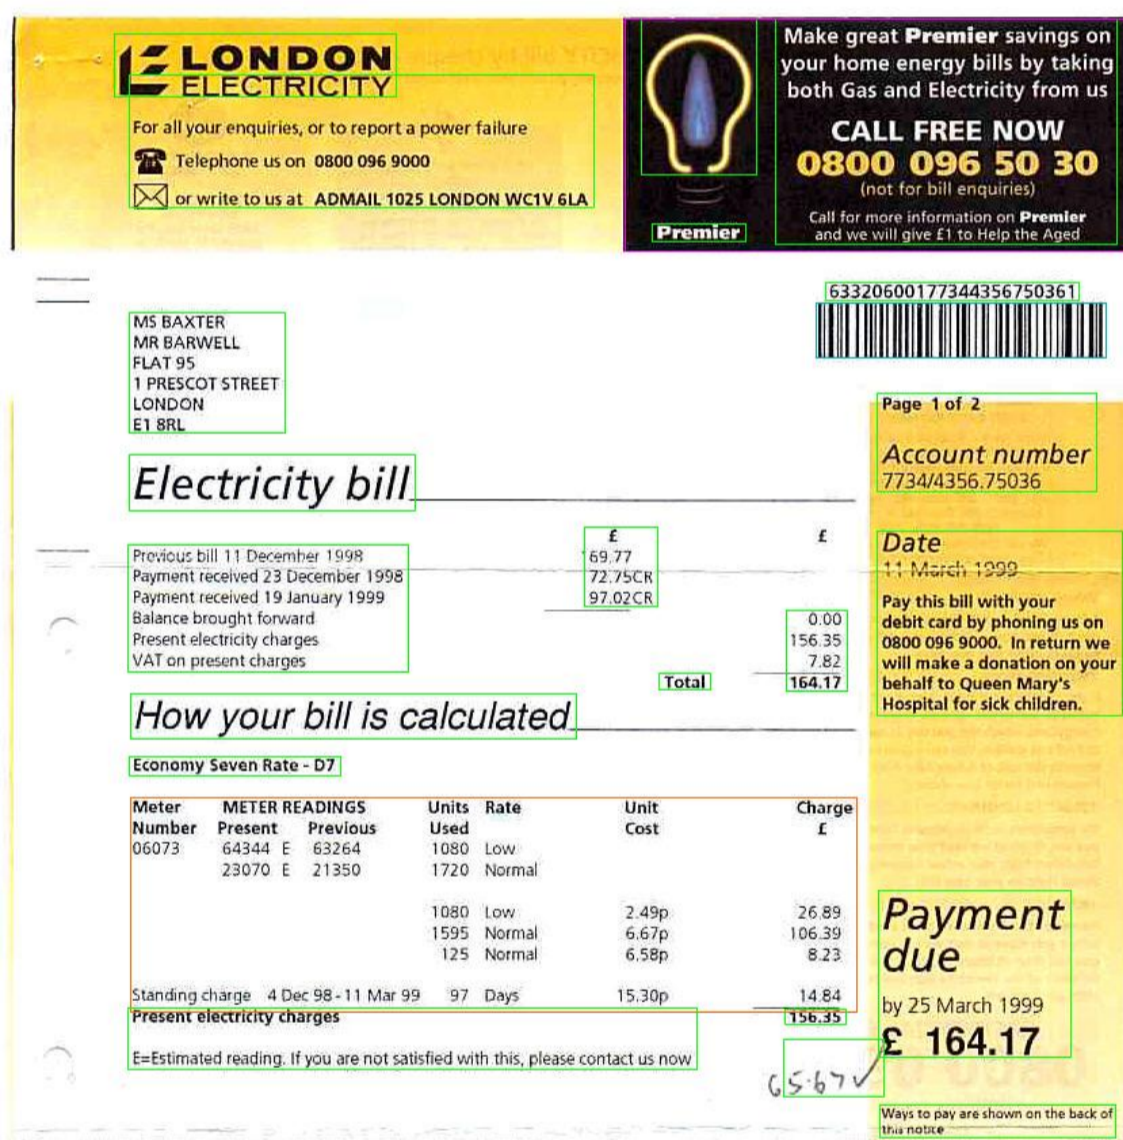 LONDON
ELECTRICITY
For all your enquiries, or to report a power failure
Telephone us on 0800 096 9000
or write to us at ADMAIL 1025 LONDON WC1V 6LA
Premier
Make great Premier savings on
your home energy bills by taking
both Gas and Electricity from us
CALL FREE NOW
0800 096 50 30
(not for bill enquiries)
Call for more information on Premier
and we will give £1 to Help the Aged
63320600177344356750361
MS BAXTER
MR BARWELL
FLAT 95
1 PRESCOT STREET
LONDON
E1 8RL
Page 1 of 2
Account number
7734/4356.75036
Electricity bill
£ £
Previous bill 11 December 1998 69.77
Payment received 23 December 1998 72.75CR
Payment received 19 January 1999 97.02CR
Balance brought forward 0.00
Present electricity charges 156.35
VAT on present charges 7.82
Total 164.17
Date
11 March 1999
Pay this bill with your
debit card by phoning us on
0800 096 9000. In return we
will make a donation on your
behalf to Queen Mary's
Hospital for sick children.
How your bill is calculated
Economy Seven Rate - D7
Meter METER READINGS Units Rate Unit Charge
Number Present Previous Used Cost £
06073 64344 E 63264 1080 Low
23070 E 21350 1720 Normal
1080 Low 2.49p 26.89
1595 Normal 6.67p 106.39
125 Normal 6.58p 8.23
Standing charge 4 Dec 98 - 11 Mar 99 97 Days 15.30p 14.84
Present electricity charges 156.35
E=Estimated reading. If you are not satisfied with this, please contact us now
65.67
Payment
due
by 25 March 1999
£ 164.17
Ways to pay are shown on the back of
this notice